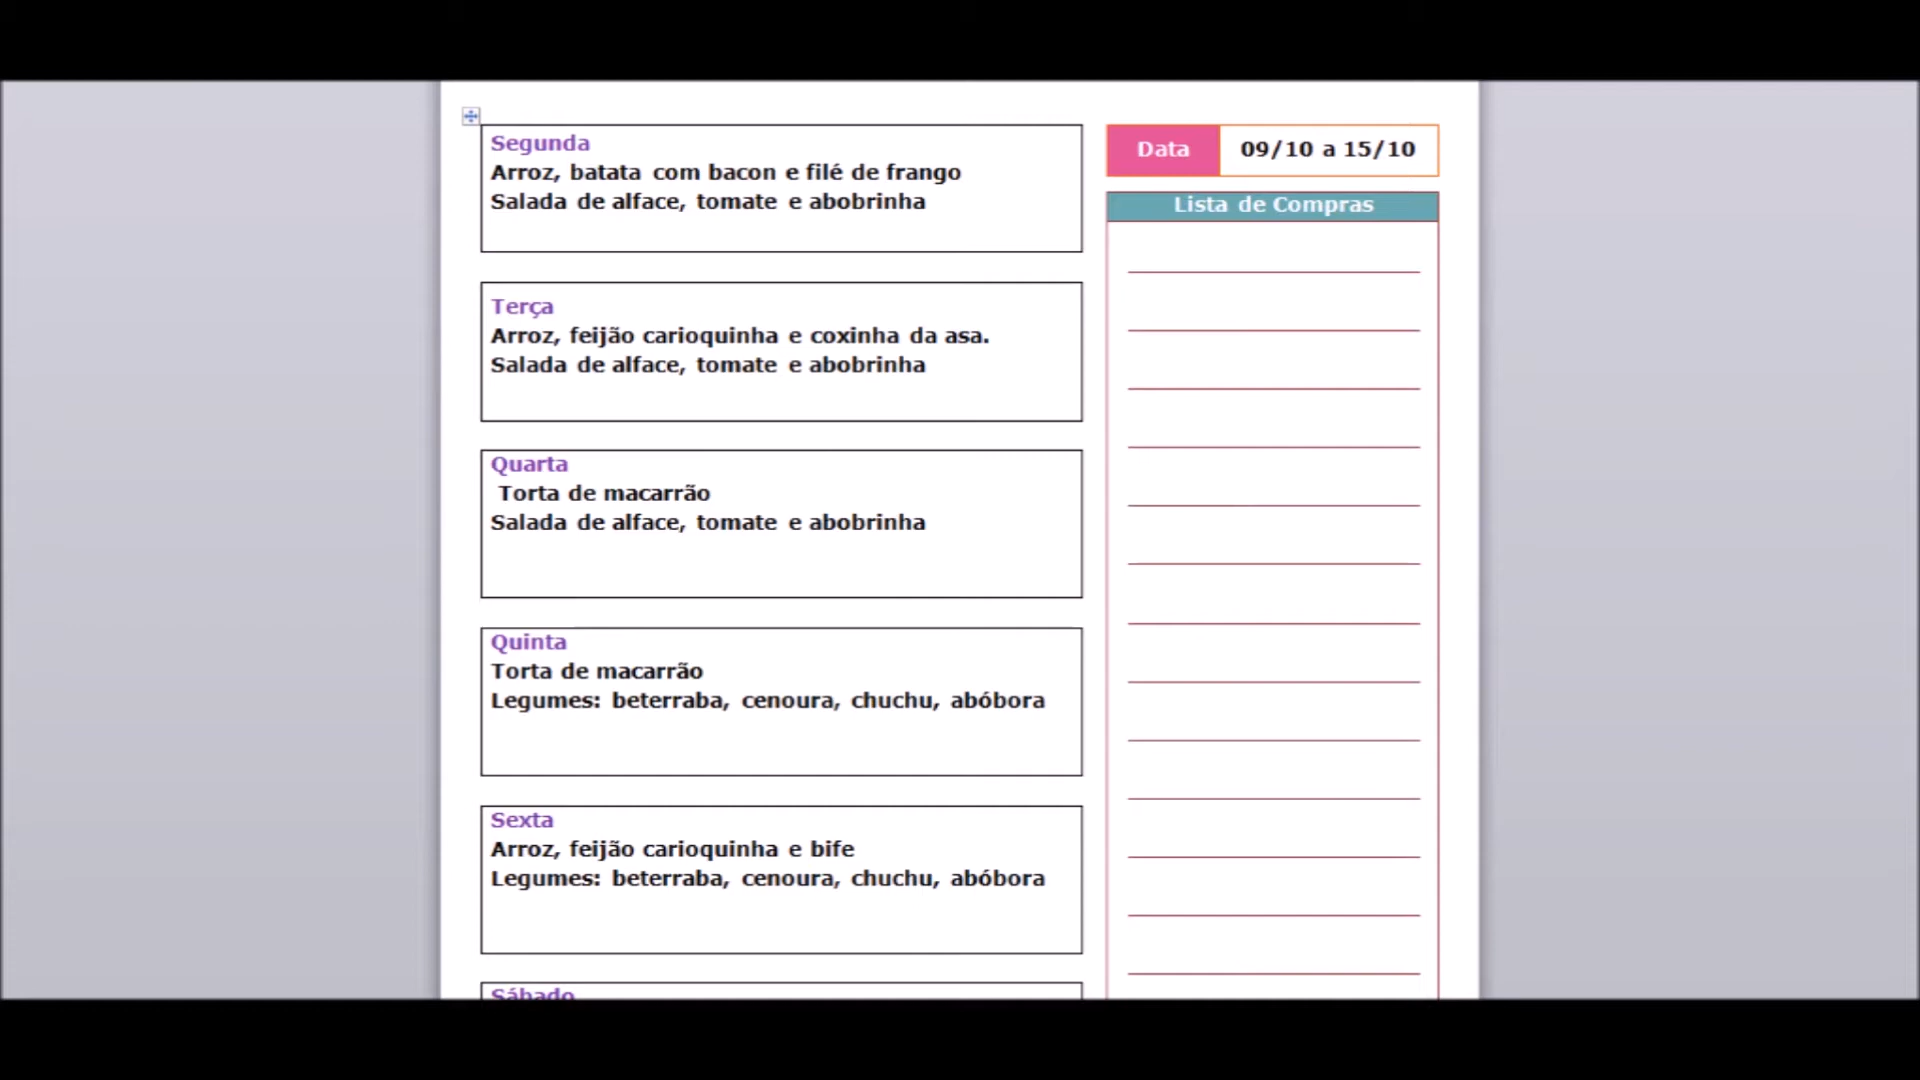 Segunda
Arroz, batata com bacon e filé de frango
Salada de alface, tomate e abobrinha
Terça
Arroz, feijão carioquinha e coxinha da asa.
Salada de alface, tomate e abobrinha
Quarta
Torta de macarrão
Salada de alface, tomate e abobrinha
Quinta
Torta de macarrão
Legumes: beterraba, cenoura, chuchu, abóbora
Sexta
Arroz, feijão carioquinha e bife
Legumes: beterraba, cenoura, chuchu, abóbora
Sábado
Data 09/10 a 15/10
Lista de Compras